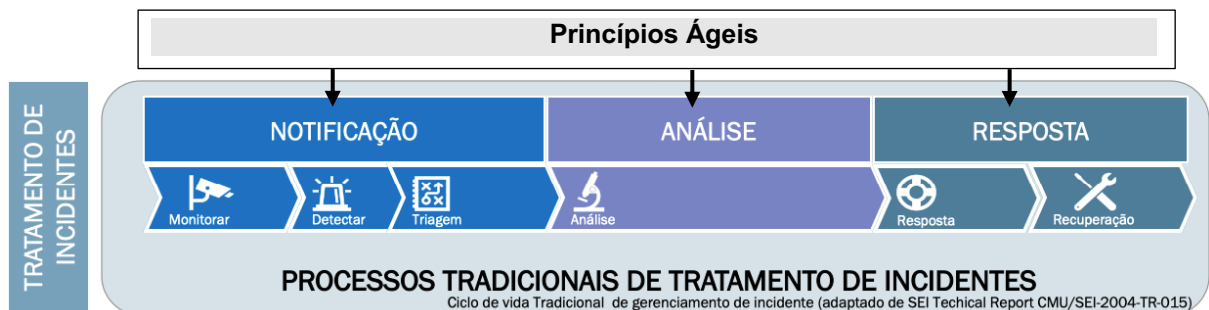 Princípios Ágeis
TRATAMENTO DE
INCIDENTES
NOTIFICAÇÃO
ANÁLISE
RESPOSTA
Monitorar
Detectar
Triagem
Análise
Resposta
Recuperação
PROCESSOS TRADICIONAIS DE TRATAMENTO DE INCIDENTES
Ciclo de vida Tradicional de gerenciamento de incidente (adaptado de SEI Techical Report CMU/SEI-2004-TR-015)